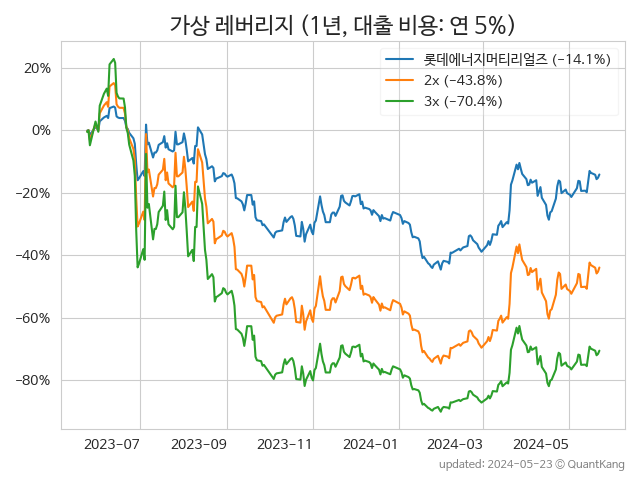 가상 레버리지 (1년, 대출 비용: 연 5%)
롯데에너지머티리얼즈 (−14.1%)
2x (−43.8%)
3x (−70.4%)
20%
0%
−20%
−40%
−60%
−80%
2023−07 2023−09 2023−11 2024−01 2024−03 2024−05
updated: 2024-05-23 ⓒ QuantKang